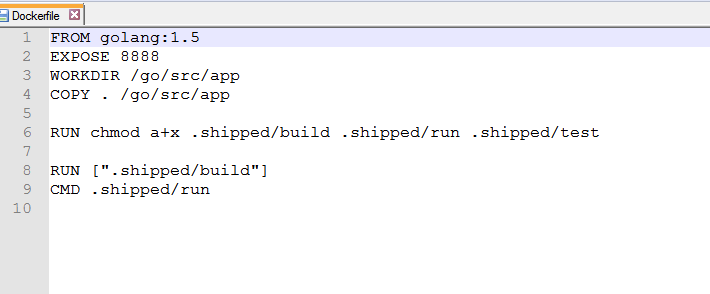 Dockerfile
1 FROM golang:1.5
2 EXPOSE 8888
3 WORKDIR /go/src/app
4 COPY . /go/src/app
5
6 RUN chmod a+x .shipped/build .shipped/run .shipped/test
7
8 RUN [".shipped/build"]
9 CMD .shipped/run
10